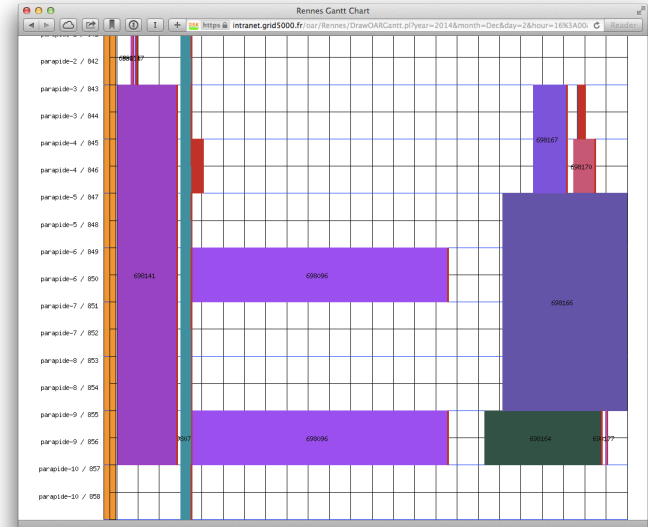 Rennes Gantt Chart
https intranet.grid5000.fr/oar/Rennes/DrawOARGantt.pl?year=2014&month=Dec&day=2&hour=16%3A00
Reader
parapide-2 / 842
parapide-3 / 843
parapide-3 / 844
parapide-4 / 845
698167
parapide-4 / 846
698170
parapide-5 / 847
parapide-5 / 848
parapide-6 / 849
parapide-6 / 850
698141
698096
parapide-7 / 851
698166
parapide-7 / 852
parapide-8 / 853
parapide-8 / 854
parapide-9 / 855
parapide-9 / 856
698096
698164
698177
parapide-10 / 857
parapide-10 / 858